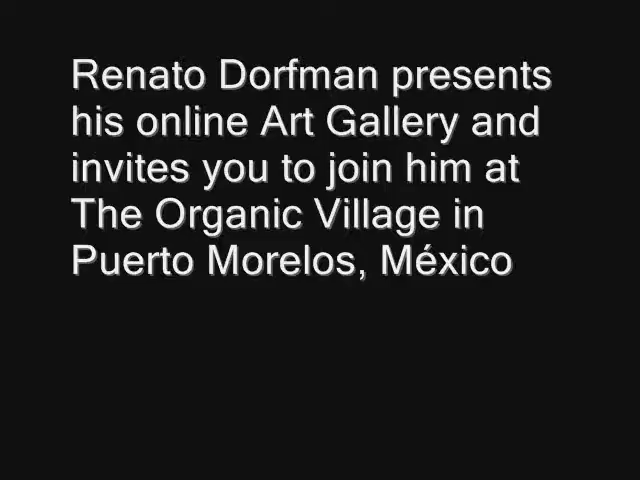 Renato Dorfman presents
his online Art Gallery and
invites you to join him at
The Organic Village in
Puerto Morelos, México